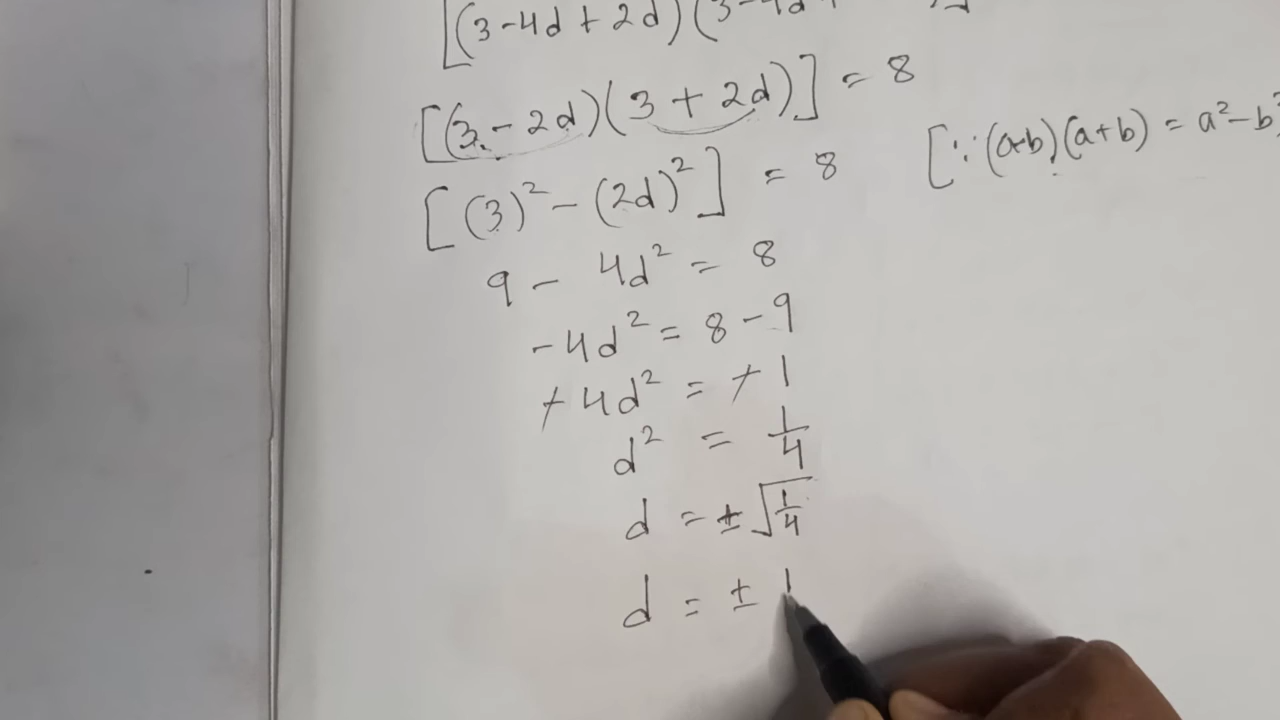 [(3-4d+2d)(3-4d
[(3-2d)(3+2d)] = 8
[∵(a-b)(a+b) = a²-b²
[(3)²-(2d)²] = 8
9 - 4d² = 8
-4d² = 8-9
+4d² = +1
d² = 1/4
d = ±√1/4
d = ± 1